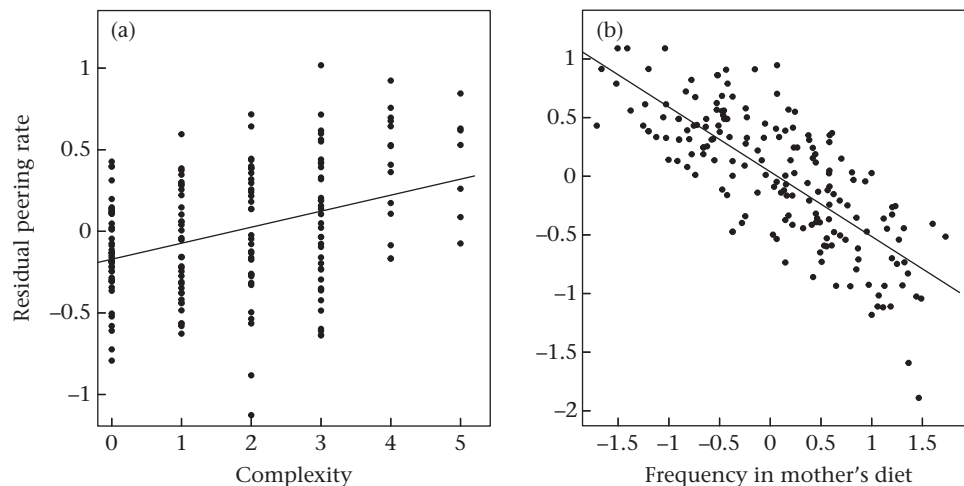 (a)
Residual peering rate
1
0.5
0
−0.5
−1
0 1 2 3 4 5
Complexity
(b)
1
0.5
0
−0.5
−1
−1.5
−2
−1.5 −1 −0.5 0 0.5 1 1.5
Frequency in mother's diet